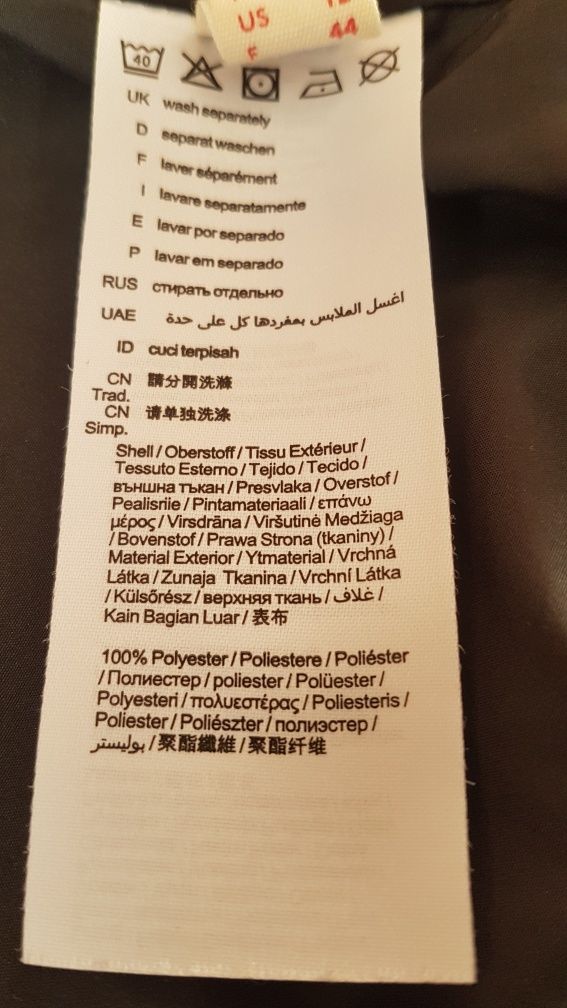 US
F 44
40
UK wash separately
D separat waschen
F laver séparément
I lavare separatamente
E lavar por separado
P lavar em separado
RUS стирать отдельно
UAE اغسل الملابس بمفردها كل على حدة
ID cuci terpisah
CN Trad. 請分開洗滌
CN Simp. 请单独洗涤
Shell / Oberstoff / Tissu Extérieur /
Tessuto Esterno / Tejido / Tecido /
външна тъкан / Presvlaka / Overstof /
Pealisriie / Pintamateriaali / επάνω
μέρος / Virsdrāna / Viršutinė Medžiaga
/ Bovenstof / Prawa Strona (tkaniny) /
Material Exterior / Ytmaterial / Vrchná
Látka / Zunaja Tkanina / Vrchní Látka
/ Külsőrész / верхняя ткань / غلاف /
Kain Bagian Luar / 表布
100% Polyester / Poliestere / Poliéster
/ Полиестер / poliester / Polüester /
Polyesteri / πολυεστέρας / Poliesteris /
Poliester / Poliészter / полиэстер /
بوليستر / 聚酯纖維 / 聚酯纤维